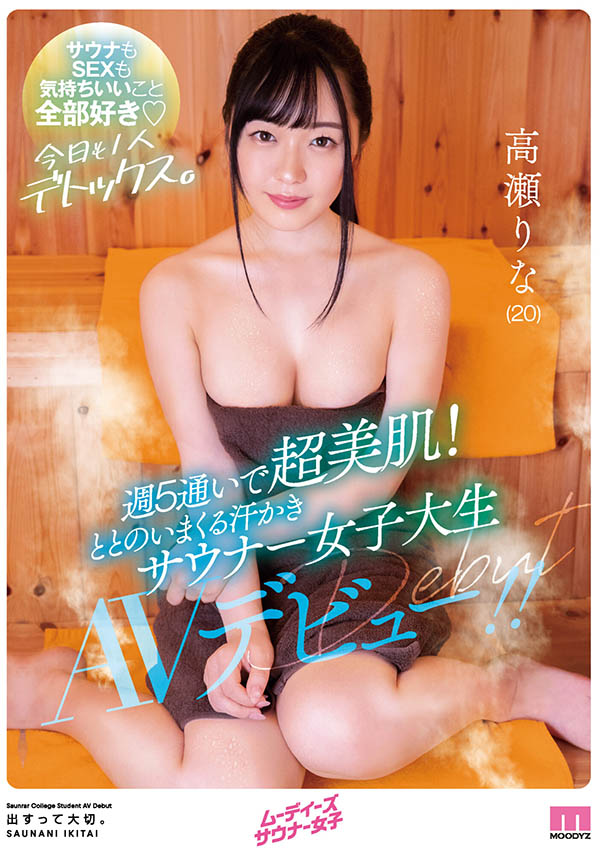 サウナも
SEXも
気持ちいいこと
全部好き♡
今日も1人
デトックス。
高瀬りな
(20)
週5通いで超美肌!
ととのいまくる汗かき
サウナー女子大生
Debut
AVデビュー!!
Saunrar College Student AV Debut
出すって大切。
SAUNANI IKITAI
ムーディーズ
サウナー女子
M
MOODYZ